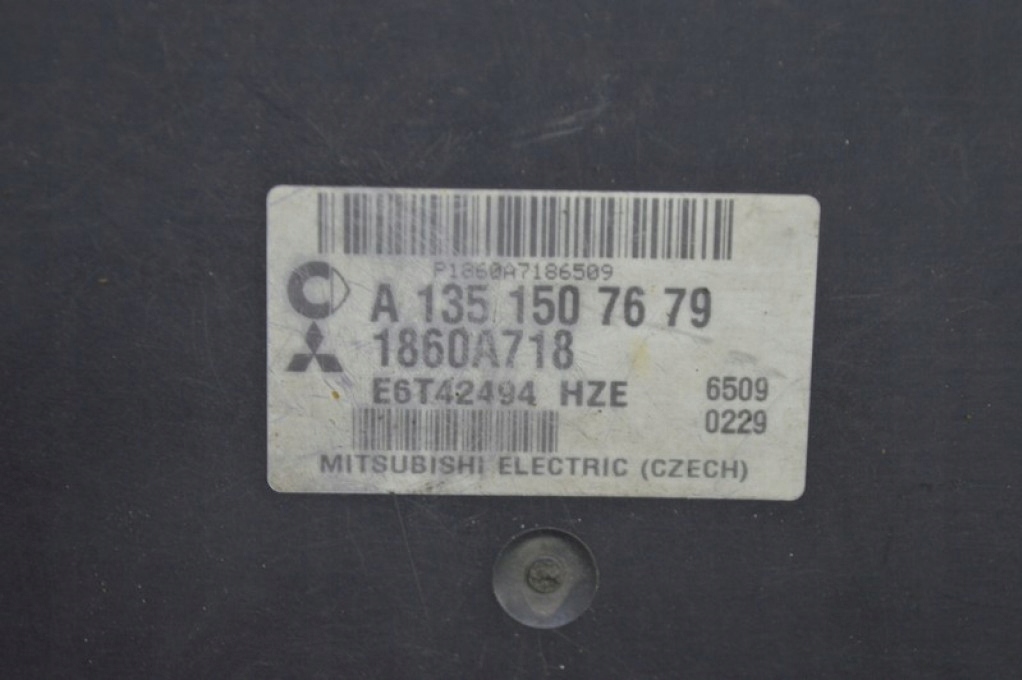 P1860A7186509
A 135 150 76 79
1860A718
E6T42494 HZE 6509
0229
MITSUBISHI ELECTRIC (CZECH)